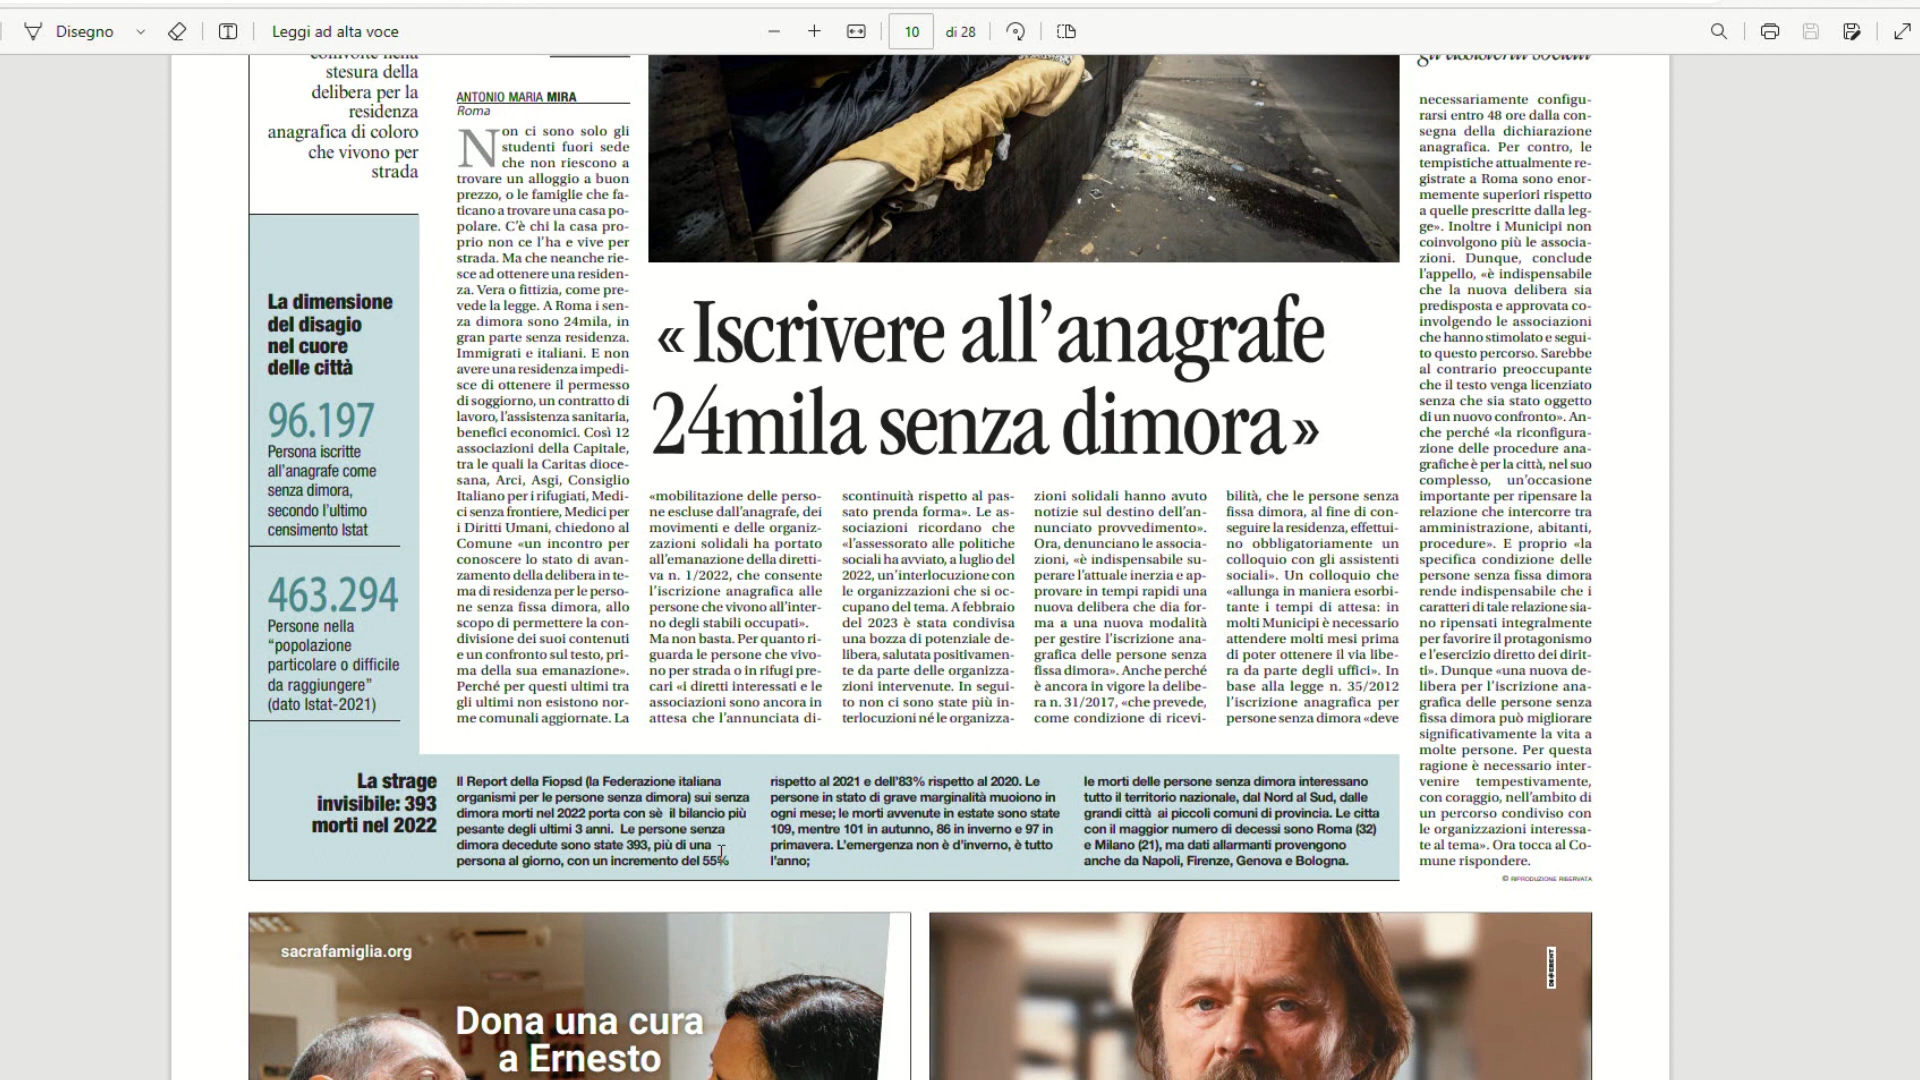 Disegno
Leggi ad alta voce
10
di 28
stesura della
delibera per la
residenza
anagrafica di coloro
che vivono per
strada
La dimensione
del disagio
nel cuore
delle città
96.197
Persona iscritte
all'anagrafe come
senza dimora,
secondo l'ultimo
censimento Istat
463.294
Persone nella
“popolazione
particolare o difficile
da raggiungere”
(dato Istat-2021)
ANTONIO MARIA MIRA
Roma
Non ci sono solo gli
studenti fuori sede
che non riescono a
trovare un alloggio a buon
prezzo, o le famiglie che fa-
ticano a trovare una casa po-
polare. C'è chi la casa pro-
prio non ce l'ha e vive per
strada. Ma che neanche rie-
sce ad ottenere una residen-
za. Vera o fittizia, come pre-
vede la legge. A Roma i sen-
za dimora sono 24mila, in
gran parte senza residenza.
Immigrati e italiani. E non
avere una residenza impedi-
sce di ottenere il permesso
di soggiorno, un contratto di
lavoro, l'assistenza sanitaria,
benefici economici. Così 12
associazioni della Capitale,
tra le quali la Caritas dioce-
sana, Arci, Asgi, Consiglio
Italiano per i rifugiati, Medi-
ci senza frontiere, Medici per
i Diritti Umani, chiedono al
Comune «un incontro per
conoscere lo stato di avan-
zamento della delibera in te-
ma di residenza per le perso-
ne senza fissa dimora, allo
scopo di permettere la con-
divisione dei suoi contenuti
e un confronto sul testo, pri-
ma della sua emanazione».
Perché per questi ultimi tra
gli ultimi non esistono nor-
me comunali aggiornate. La
«Iscrivere all'anagrafe
24mila senza dimora»
«mobilitazione delle perso-
ne escluse dall'anagrafe, dei
movimenti e delle organiz-
zazioni solidali ha portato
all'emanazione della diretti-
va n. 1/2022, che consente
l'iscrizione anagrafica alle
persone che vivono all'inter-
no degli stabili occupati».
Ma non basta. Per quanto ri-
guarda le persone che vivo-
no per strada o in rifugi pre-
cari «i diretti interessati e le
associazioni sono ancora in
attesa che l'annunciata di-
scontinuità rispetto al pas-
sato prenda forma». Le as-
sociazioni ricordano che
«l'assessorato alle politiche
sociali ha avviato, a luglio del
2022, un'interlocuzione con
le organizzazioni che si oc-
cupano del tema. A febbraio
del 2023 è stata condivisa
una bozza di potenziale de-
libera, salutata positivamen-
te da parte delle organizza-
zioni intervenute. In segui-
to non ci sono state più in-
terlocuzioni né le organizza-
zioni solidali hanno avuto
notizie sul destino dell'an-
nunciato provvedimento».
Ora, denunciano le associa-
zioni, «è indispensabile su-
perare l'attuale inerzia e ap-
provare in tempi rapidi una
nuova delibera che dia for-
ma a una nuova modalità
per gestire l'iscrizione ana-
grafica delle persone senza
fissa dimora». Anche perché
è ancora in vigore la delibe-
ra n. 31/2017, «che prevede,
come condizione di ricevi-
bilità, che le persone senza
fissa dimora, al fine di con-
seguire la residenza, effettui-
no obbligatoriamente un
colloquio con gli assistenti
sociali». Un colloquio che
«allunga in maniera esorbi-
tante i tempi di attesa: in
molti Municipi è necessario
attendere molti mesi prima
di poter ottenere il via libe-
ra da parte degli uffici». In
base alla legge n. 35/2012
l'iscrizione anagrafica per
persone senza dimora «deve
gli assistenti sociali
necessariamente configu-
rarsi entro 48 ore dalla con-
segna della dichiarazione
anagrafica. Per contro, le
tempistiche attualmente re-
gistrate a Roma sono enor-
memente superiori rispetto
a quelle prescritte dalla leg-
ge». Inoltre i Municipi non
coinvolgono più le associa-
zioni. Dunque, conclude
l'appello, «è indispensabile
che la nuova delibera sia
predisposta e approvata co-
involgendo le associazioni
che hanno stimolato e segui-
to questo percorso. Sarebbe
al contrario preoccupante
che il testo venga licenziato
senza che sia stato oggetto
di un nuovo confronto». An-
che perché «la riconfigura-
zione delle procedure ana-
grafiche è per la città, nel suo
complesso, un'occasione
importante per ripensare la
relazione che intercorre tra
amministrazione, abitanti,
procedure». E proprio «la
specifica condizione delle
persone senza fissa dimora
rende indispensabile che i
caratteri di tale relazione sia-
no ripensati integralmente
per favorire il protagonismo
e l'esercizio diretto dei dirit-
ti». Dunque «una nuova de-
libera per l'iscrizione ana-
grafica delle persone senza
fissa dimora può migliorare
significativamente la vita a
molte persone. Per questa
ragione è necessario inter-
venire tempestivamente,
con coraggio, nell'ambito di
un percorso condiviso con
le organizzazioni interessa-
te al tema». Ora tocca al Co-
mune rispondere.
© RIPRODUZIONE RISERVATA
La strage
invisibile: 393
morti nel 2022
Il Report della Fiopsd (la Federazione italiana
organismi per le persone senza dimora) sui senza
dimora morti nel 2022 porta con sè il bilancio più
pesante degli ultimi 3 anni. Le persone senza
dimora decedute sono state 393, più di una
persona al giorno, con un incremento del 55%
rispetto al 2021 e dell'83% rispetto al 2020. Le
persone in stato di grave marginalità muoiono in
ogni mese; le morti avvenute in estate sono state
109, mentre 101 in autunno, 86 in inverno e 97 in
primavera. L'emergenza non è d'inverno, è tutto
l'anno;
le morti delle persone senza dimora interessano
tutto il territorio nazionale, dal Nord al Sud, dalle
grandi città ai piccoli comuni di provincia. Le citta
con il maggior numero di decessi sono Roma (32)
e Milano (21), ma dati allarmanti provengono
anche da Napoli, Firenze, Genova e Bologna.
sacrafamiglia.org
Dona una cura
a Ernesto